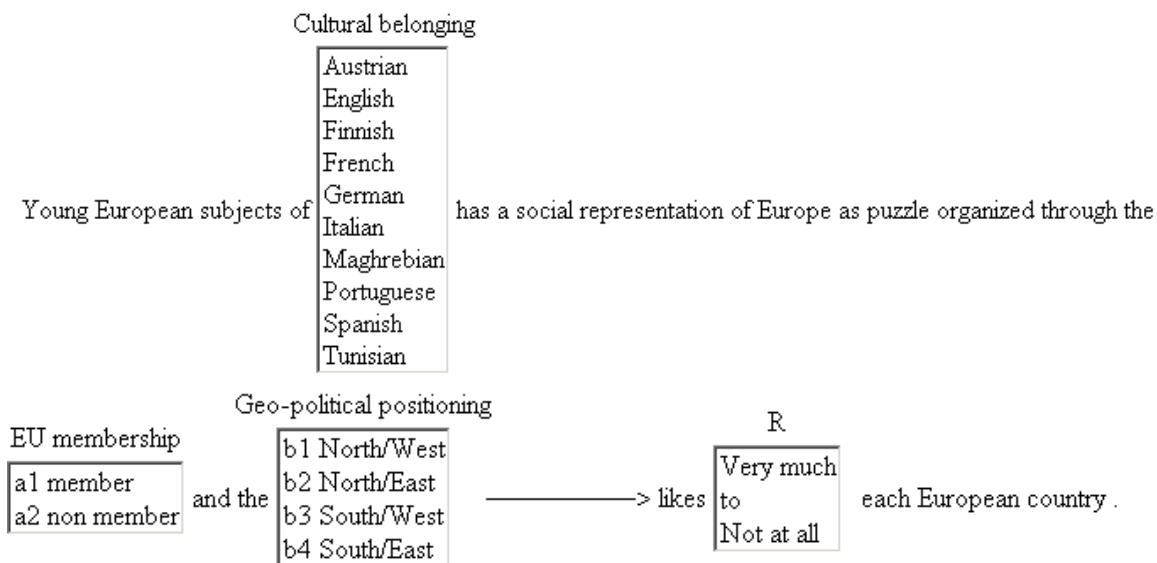 Cultural belonging
Austrian
English
Finnish
French
German
Young European subjects of
has a social representation of Europe as puzzle organized through the
Italian
Maghrebian
Portuguese
Spanish
Tunisian
Geo-political positioning
EU membership
R
a1 member
a2 non member
and the
b1 North/West
b2 North/East
b3 South/West
b4 South/East
————> likes
Very much
to
Not at all
each European country .